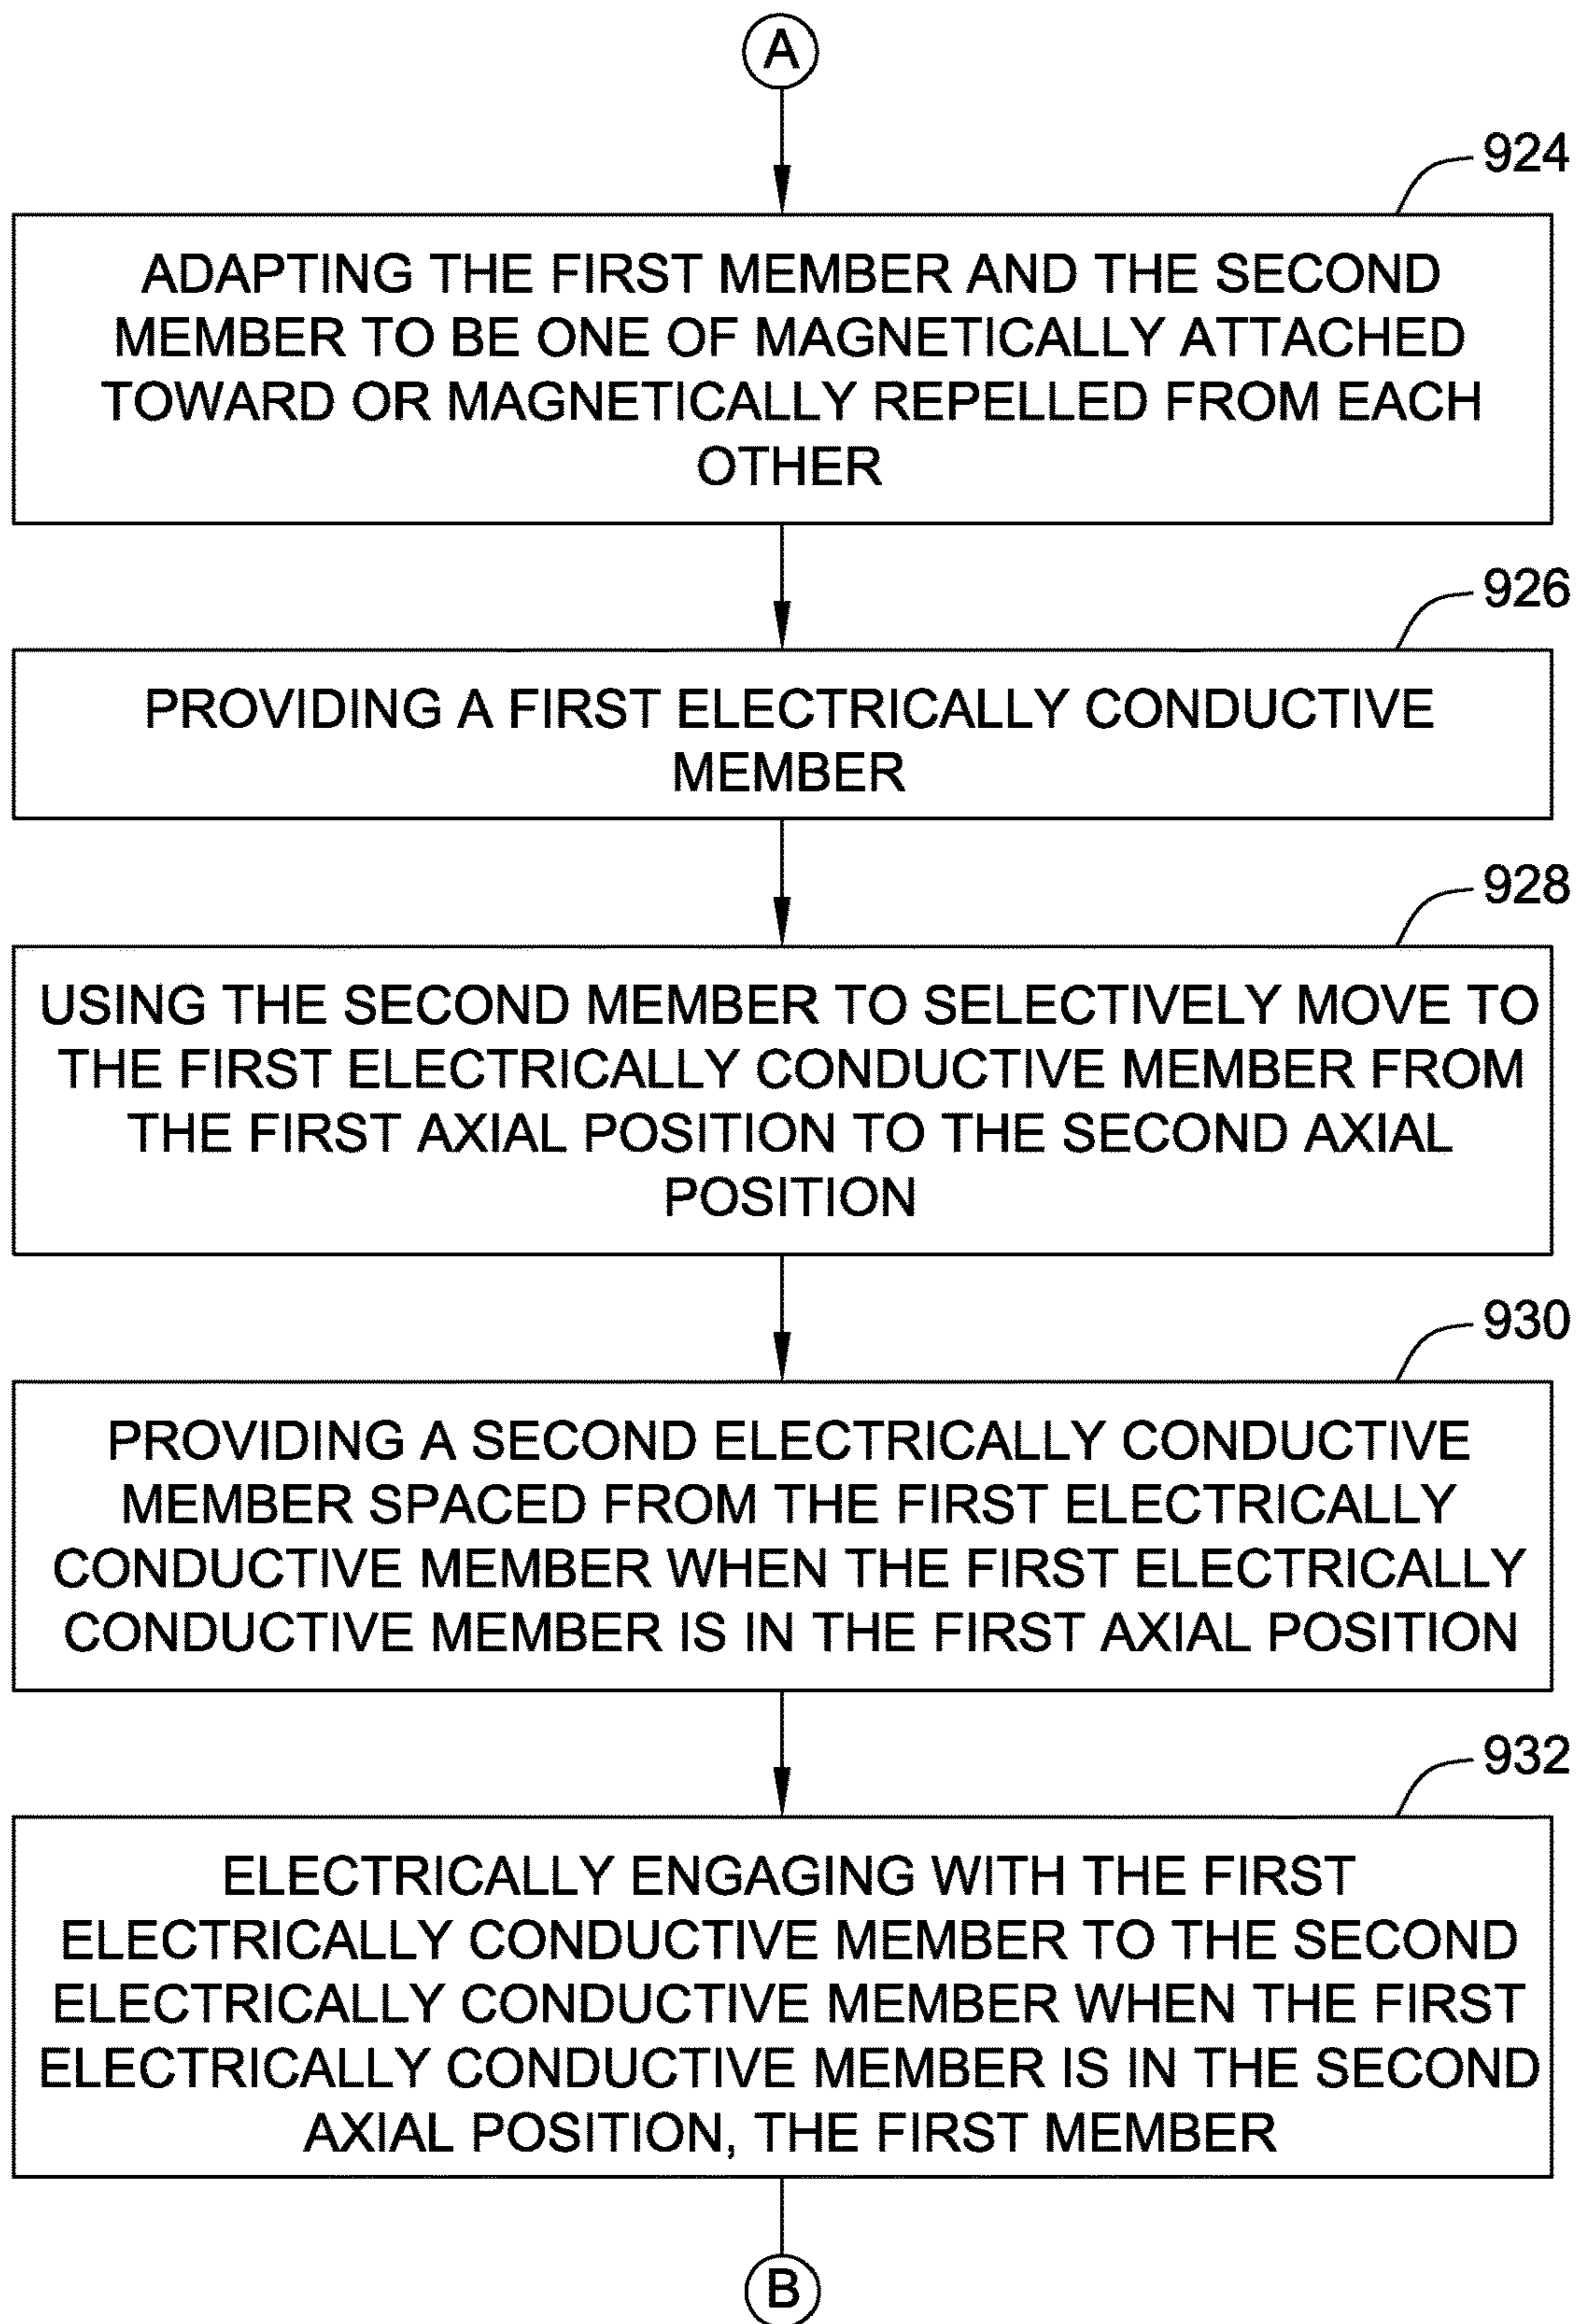 A
924
ADAPTING THE FIRST MEMBER AND THE SECOND
MEMBER TO BE ONE OF MAGNETICALLY ATTACHED
TOWARD OR MAGNETICALLY REPELLED FROM EACH
OTHER
926
PROVIDING A FIRST ELECTRICALLY CONDUCTIVE
MEMBER
928
USING THE SECOND MEMBER TO SELECTIVELY MOVE TO
THE FIRST ELECTRICALLY CONDUCTIVE MEMBER FROM
THE FIRST AXIAL POSITION TO THE SECOND AXIAL
POSITION
930
PROVIDING A SECOND ELECTRICALLY CONDUCTIVE
MEMBER SPACED FROM THE FIRST ELECTRICALLY
CONDUCTIVE MEMBER WHEN THE FIRST ELECTRICALLY
CONDUCTIVE MEMBER IS IN THE FIRST AXIAL POSITION
932
ELECTRICALLY ENGAGING WITH THE FIRST
ELECTRICALLY CONDUCTIVE MEMBER TO THE SECOND
ELECTRICALLY CONDUCTIVE MEMBER WHEN THE FIRST
ELECTRICALLY CONDUCTIVE MEMBER IS IN THE SECOND
AXIAL POSITION, THE FIRST MEMBER
B